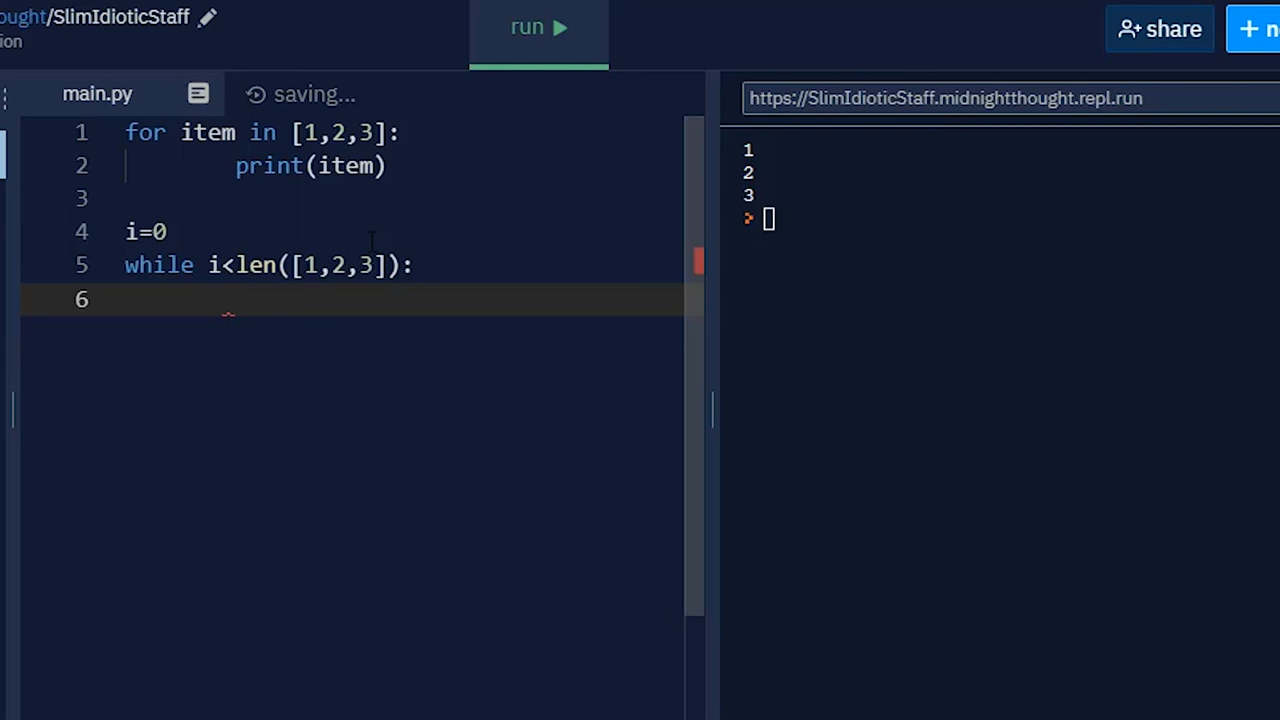 ought/SlimIdioticStaff
ion
run
share
+ n
main.py
saving...
https://SlimIdioticStaff.midnightthought.repl.run
1 for item in [1,2,3]:
2 print(item)
3
4 i=0
5 while i<len([1,2,3]):
6
1
2
3
>